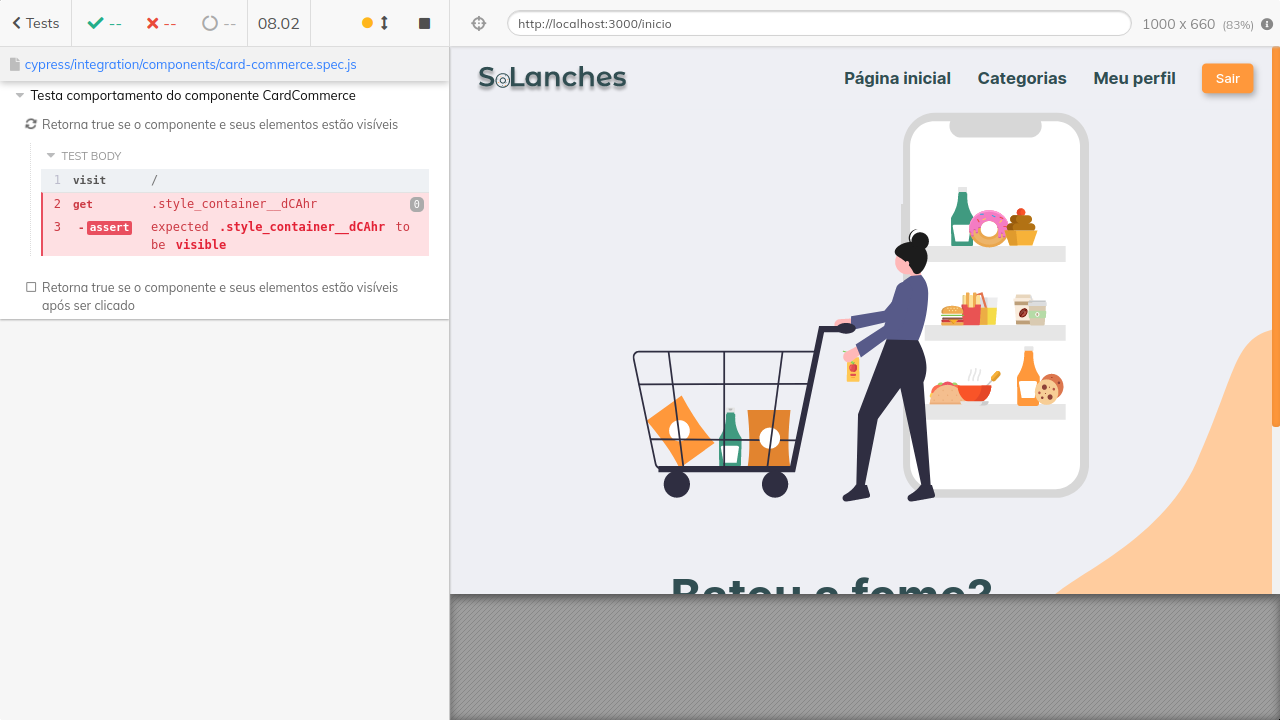 Tests
--
--
--
08.02
http://localhost:3000/inicio
1000 x 660 (83%)
cypress/integration/components/card-commerce.spec.js
Testa comportamento do componente CardCommerce
Retorna true se o componente e seus elementos estão visíveis
TEST BODY
1 visit /
2 get .style_container__dCAhr 0
3 -assert expected .style_container__dCAhr to
be visible
Retorna true se o componente e seus elementos estão visíveis
após ser clicado
SoLanches
Página inicial
Categorias
Meu perfil
Sair
Bateu a fome?